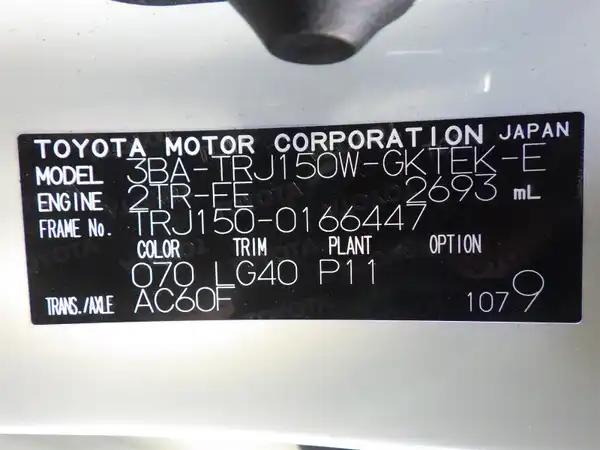 TOYOTA MOTOR CORPORATION JAPAN
MODEL 3BA-TRJ150W-GKTEK-E
ENGINE 2TR-FE 2693 mL
FRAME No. TRJ150-0166447
COLOR TRIM PLANT OPTION
070 LG40 P11
TRANS./AXLE AC60F 1079